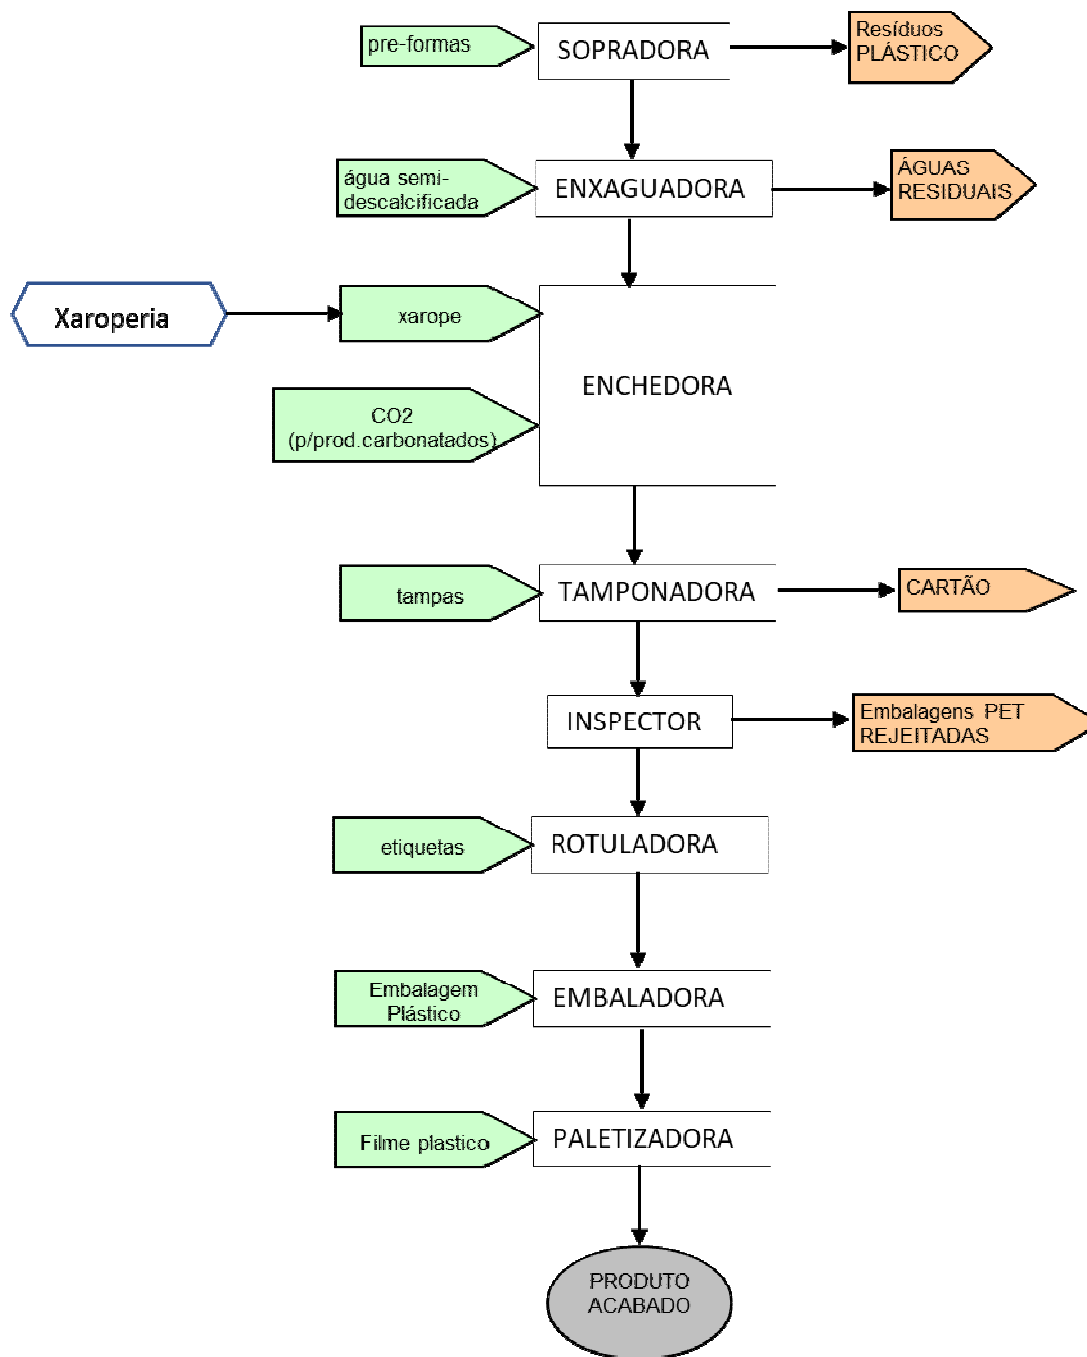 pre-formas
SOPRADORA
Resíduos
PLÁSTICO
água semi-
descalcificada
ENXAGUADORA
ÁGUAS
RESIDUAIS
Xaroperia
xarope
ENCHEDORA
CO2
(p/prod.carbonatados)
tampas
TAMPONADORA
CARTÃO
INSPECTOR
Embalagens PET
REJEITADAS
etiquetas
ROTULADORA
Embalagem
Plástico
EMBALADORA
Filme plastico
PALETIZADORA
PRODUTO
ACABADO